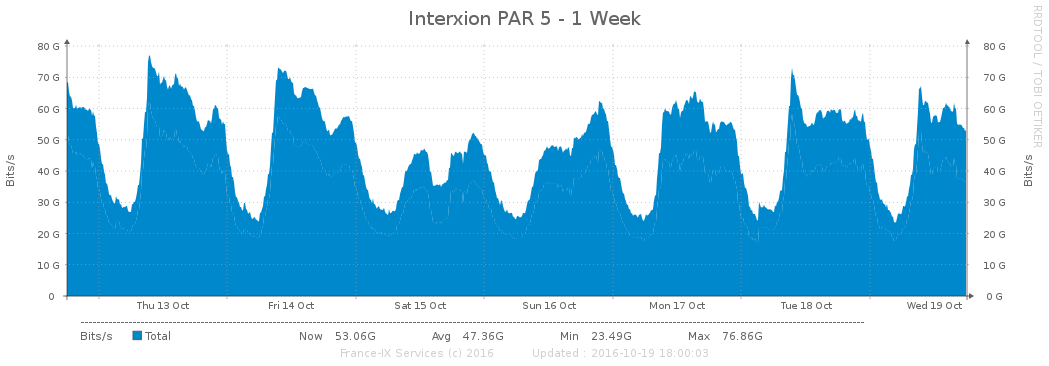 Interxion PAR 5 - 1 Week
RRDTOOL / TOBI OETIKER
Bits/s
Bits/s
80 G 80 G
70 G 70 G
60 G 60 G
50 G 50 G
40 G 40 G
30 G 30 G
20 G 20 G
10 G 10 G
0 0 G
Thu 13 Oct Fri 14 Oct Sat 15 Oct Sun 16 Oct Mon 17 Oct Tue 18 Oct Wed 19 Oct
Bits/s Total Now 53.06G Avg 47.36G Min 23.49G Max 76.86G
France-IX Services (c) 2016 Updated : 2016-10-19 18:00:03